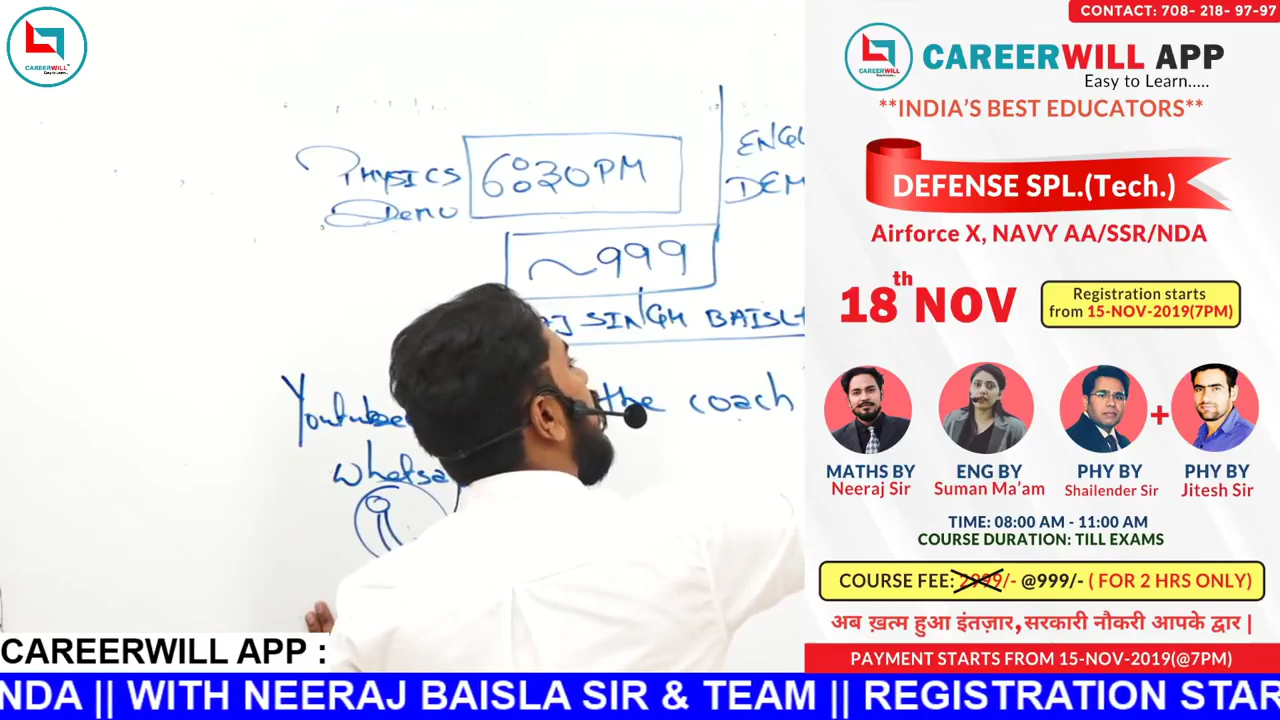 CAREERWILL
PHYSICS
Demo
6:30PM
ENGL
DEM
~999
SINGH BAISL
Youtube
the coach
whatsa
CONTACT: 708- 218- 97-97
CAREERWILL
CAREERWILL APP
Easy to Learn.....
**INDIA'S BEST EDUCATORS**
DEFENSE SPL.(Tech.)
Airforce X, NAVY AA/SSR/NDA
18th NOV
Registration starts
from 15-NOV-2019(7PM)
+
MATHS BY
Neeraj Sir
ENG BY
Suman Ma'am
PHY BY
Shailender Sir
PHY BY
Jitesh Sir
TIME: 08:00 AM - 11:00 AM
COURSE DURATION: TILL EXAMS
COURSE FEE: 2999/- @999/- ( FOR 2 HRS ONLY)
अब ख़त्म हुआ इंतज़ार,सरकारी नौकरी आपके द्वार |
PAYMENT STARTS FROM 15-NOV-2019(@7PM)
CAREERWILL APP :
NDA || WITH NEERAJ BAISLA SIR & TEAM || REGISTRATION STAR